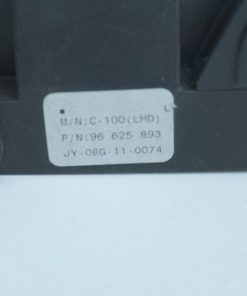 M/N:C-100(LHD)
P/N:96 625 893
JY-08G-11-0074